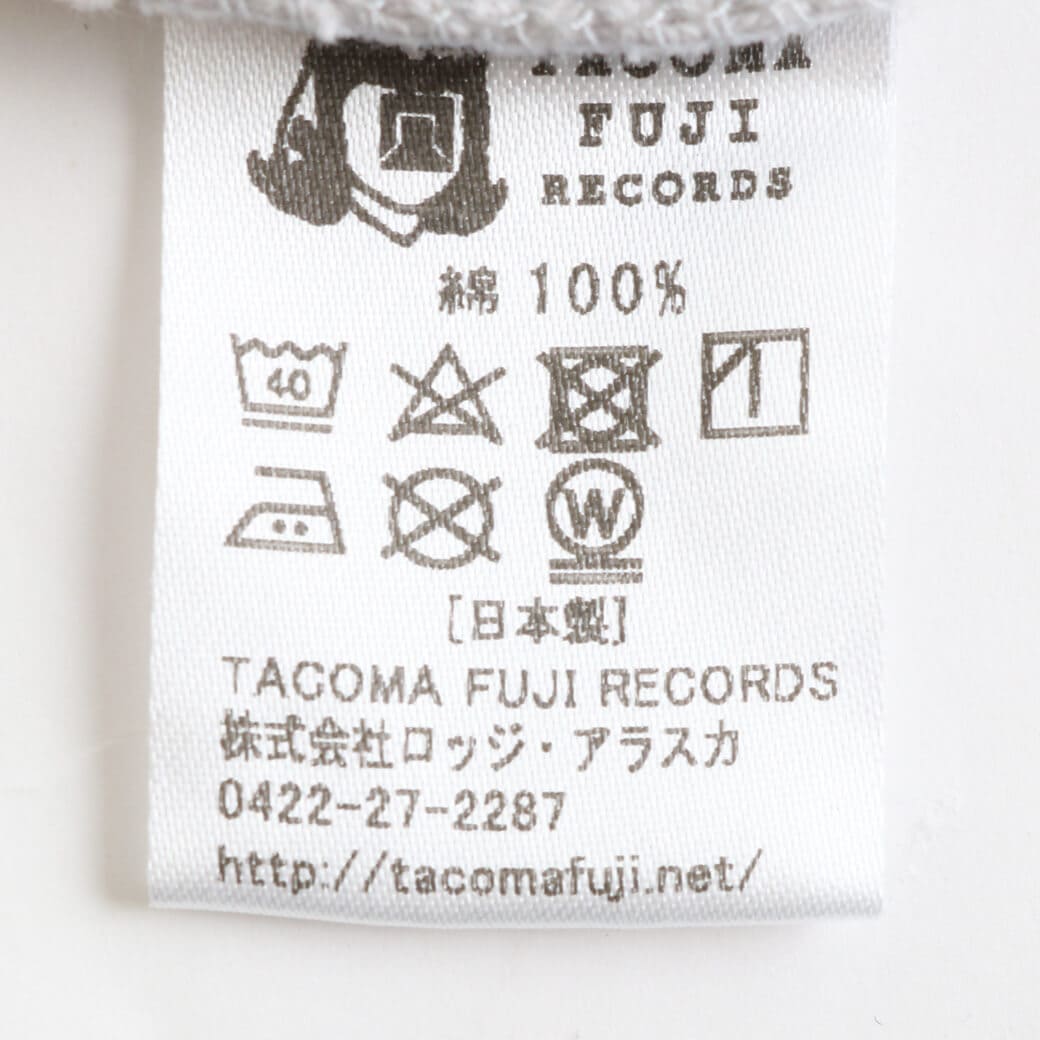 TACOMA
FUJI
RECORDS
綿 100%
40
W
[日本製]
TACOMA FUJI RECORDS
株式会社ロッジ・アラスカ
0422-27-2287
http://tacomafuji.net/